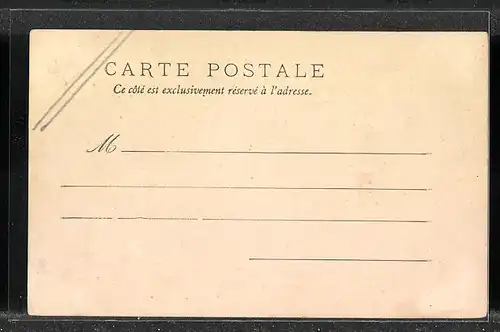 CARTE POSTALE
Ce côté est exclusivement réservé à l'adresse.
M